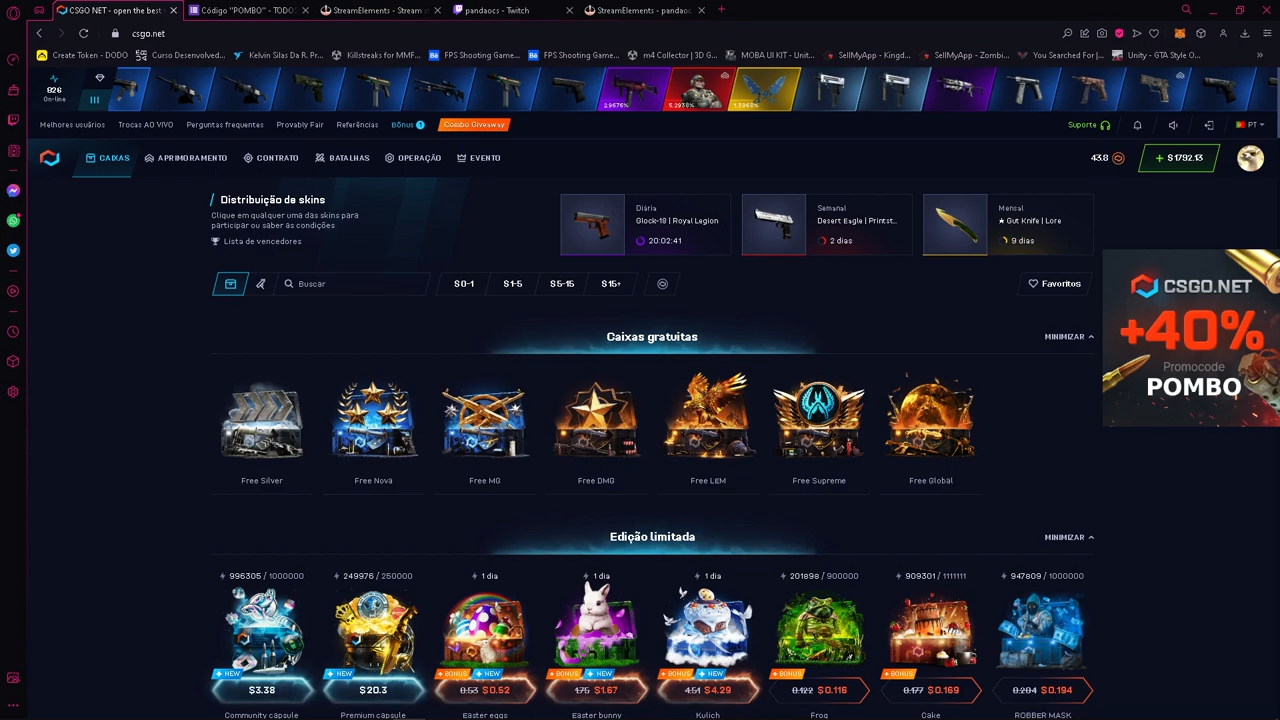 CSGO.NET - open the best
Código "POMBO" - TODO
StreamElements - Stream
pandaocs - Twitch
StreamElements - pandao
csgo.net
Create Token - DODO
Curso Desenvolved...
Kelvin Silas Da R. Pr...
Killstreaks for MMF...
FPS Shooting Game...
FPS Shooting Game...
m4 Collector | 3D G...
MOBA UI KIT - Unit...
SellMyApp - Kingd...
SellMyApp - Zombi...
You Searched For |...
Unity - GTA Style O...
826
On-line
2.9676%
5.2938%
Melhores usuários
Trocas AO VIVO
Perguntas frequentes
Provably Fair
Referências
Bônus
Combo Giveaway
Suporte
PT
CAIXAS
APRIMORAMENTO
CONTRATO
BATALHAS
OPERAÇÃO
EVENTO
43.8
+ $1792.13
Distribuição de skins
Clique em qualquer uma das skins para
participar ou saber as condições
Lista de vencedores
Diária
Glock-18 | Royal Legion
20:02:41
Semanal
Desert Eagle | Printst...
2 dias
Mensal
★ Gut Knife | Lore
9 dias
Buscar
$0-1
$1-5
$5-15
$15+
Favoritos
CSGO.NET
+40%
Promocode
POMBO
Caixas gratuitas
MINIMIZAR
Free Silver
Free Nova
Free MG
Free DMG
Free LEM
Free Supreme
Free Global
Edição limitada
MINIMIZAR
996305 / 1000000
249976 / 250000
1 dia
1 dia
1 dia
201898 / 900000
909301 / 1111111
947809 / 1000000
NEW
NEW
BONUS
NEW
BONUS
NEW
BONUS
NEW
BONUS
BONUS
$3.38
$20.3
0.53 $0.52
1.75 $1.67
4.51 $4.29
0.122 $0.116
0.177 $0.169
0.204 $0.194
Community capsule
Premium capsule
Easter eggs
Easter bunny
Kulich
Frog
Cake
ROBBER MASK